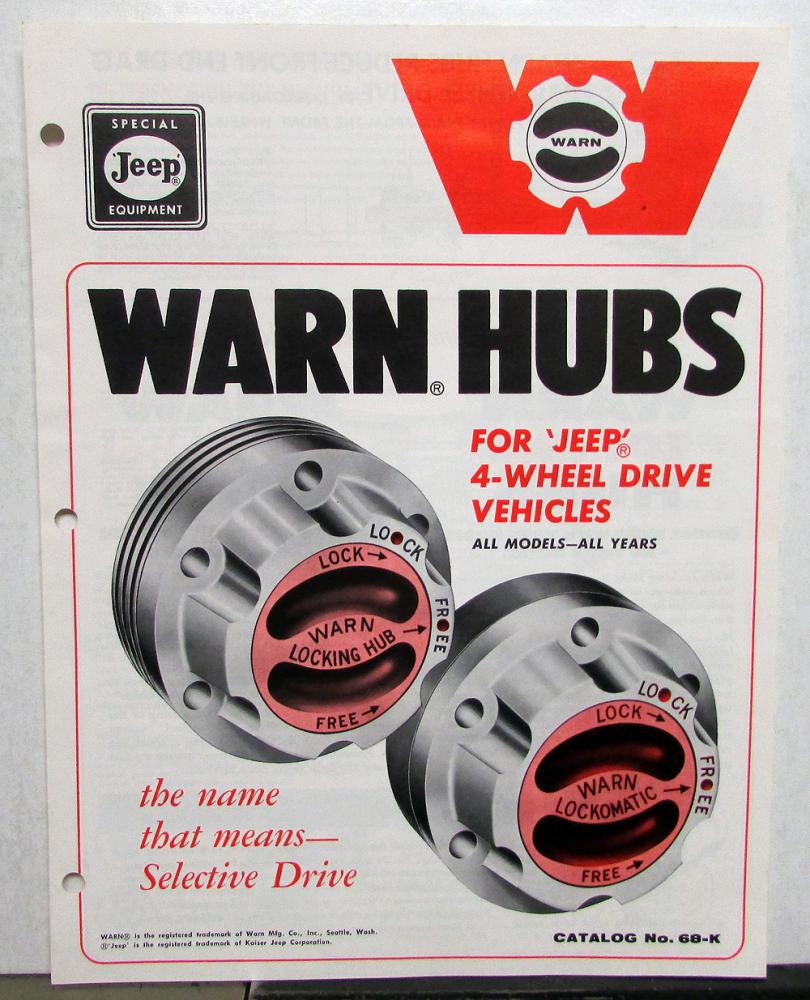 SPECIAL
'Jeep'®
EQUIPMENT
WARN
WARN® HUBS
FOR 'JEEP'®
4-WHEEL DRIVE
VEHICLES
ALL MODELS—ALL YEARS
LOCK
LOCK →
FREE
WARN →
LOCKING HUB
FREE →
LOCK
LOCK →
FREE
WARN →
LOCKOMATIC
FREE →
the name
that means—
Selective Drive
WARN® is the registered trademark of Warn Mfg. Co., Inc., Seattle, Wash.
®'Jeep' is the registered trademark of Kaiser Jeep Corporation.
CATALOG No. 68-K